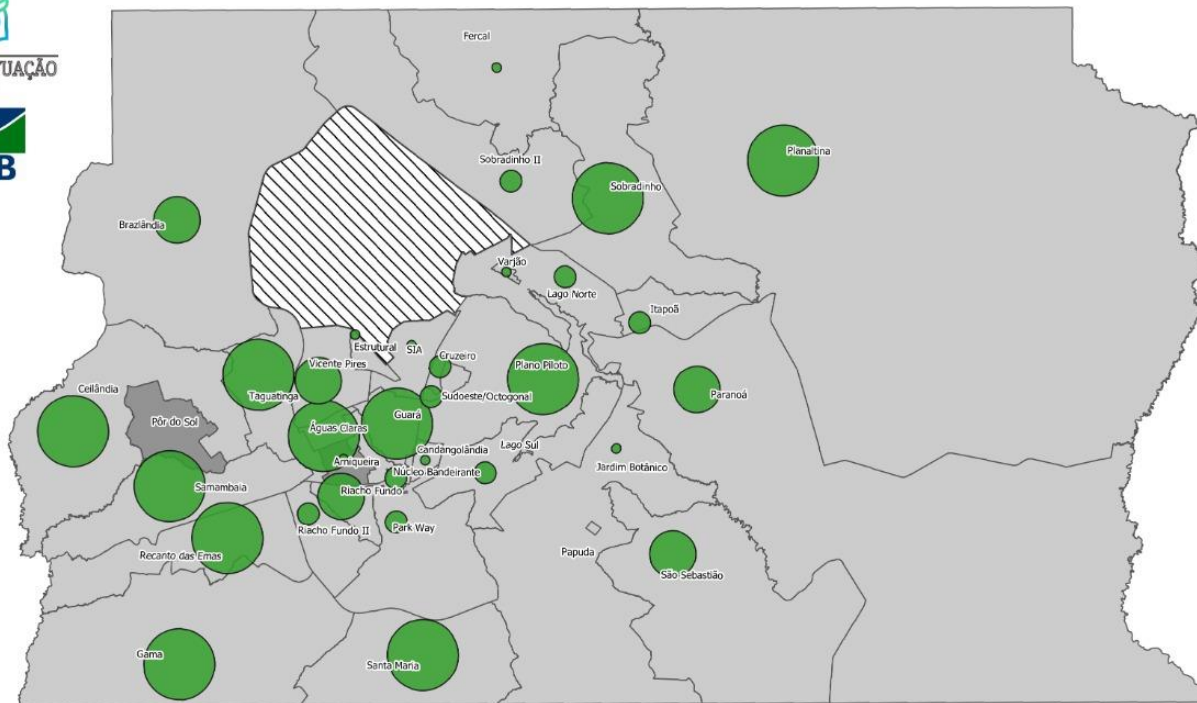 UAÇÃO
B
Fercal
Sobradinho II
Planaltina
Sobradinho
Brazlândia
Varjão
Lago Norte
Itapoã
Estrutural
SIA
Cruzeiro
Vicente Pires
Plano Piloto
Taguatinga
Ceilândia
Sudoeste/Octogonal
Paranoá
Guará
Pôr do Sol
Águas Claras
Lago Sul
Candangolândia
Arniqueira
Núcleo Bandeirante
Jardim Botânico
Samambaia
Riacho Fundo
Riacho Fundo II
Park Way
Recanto das Emas
Papuda
São Sebastião
Gama
Santa Maria